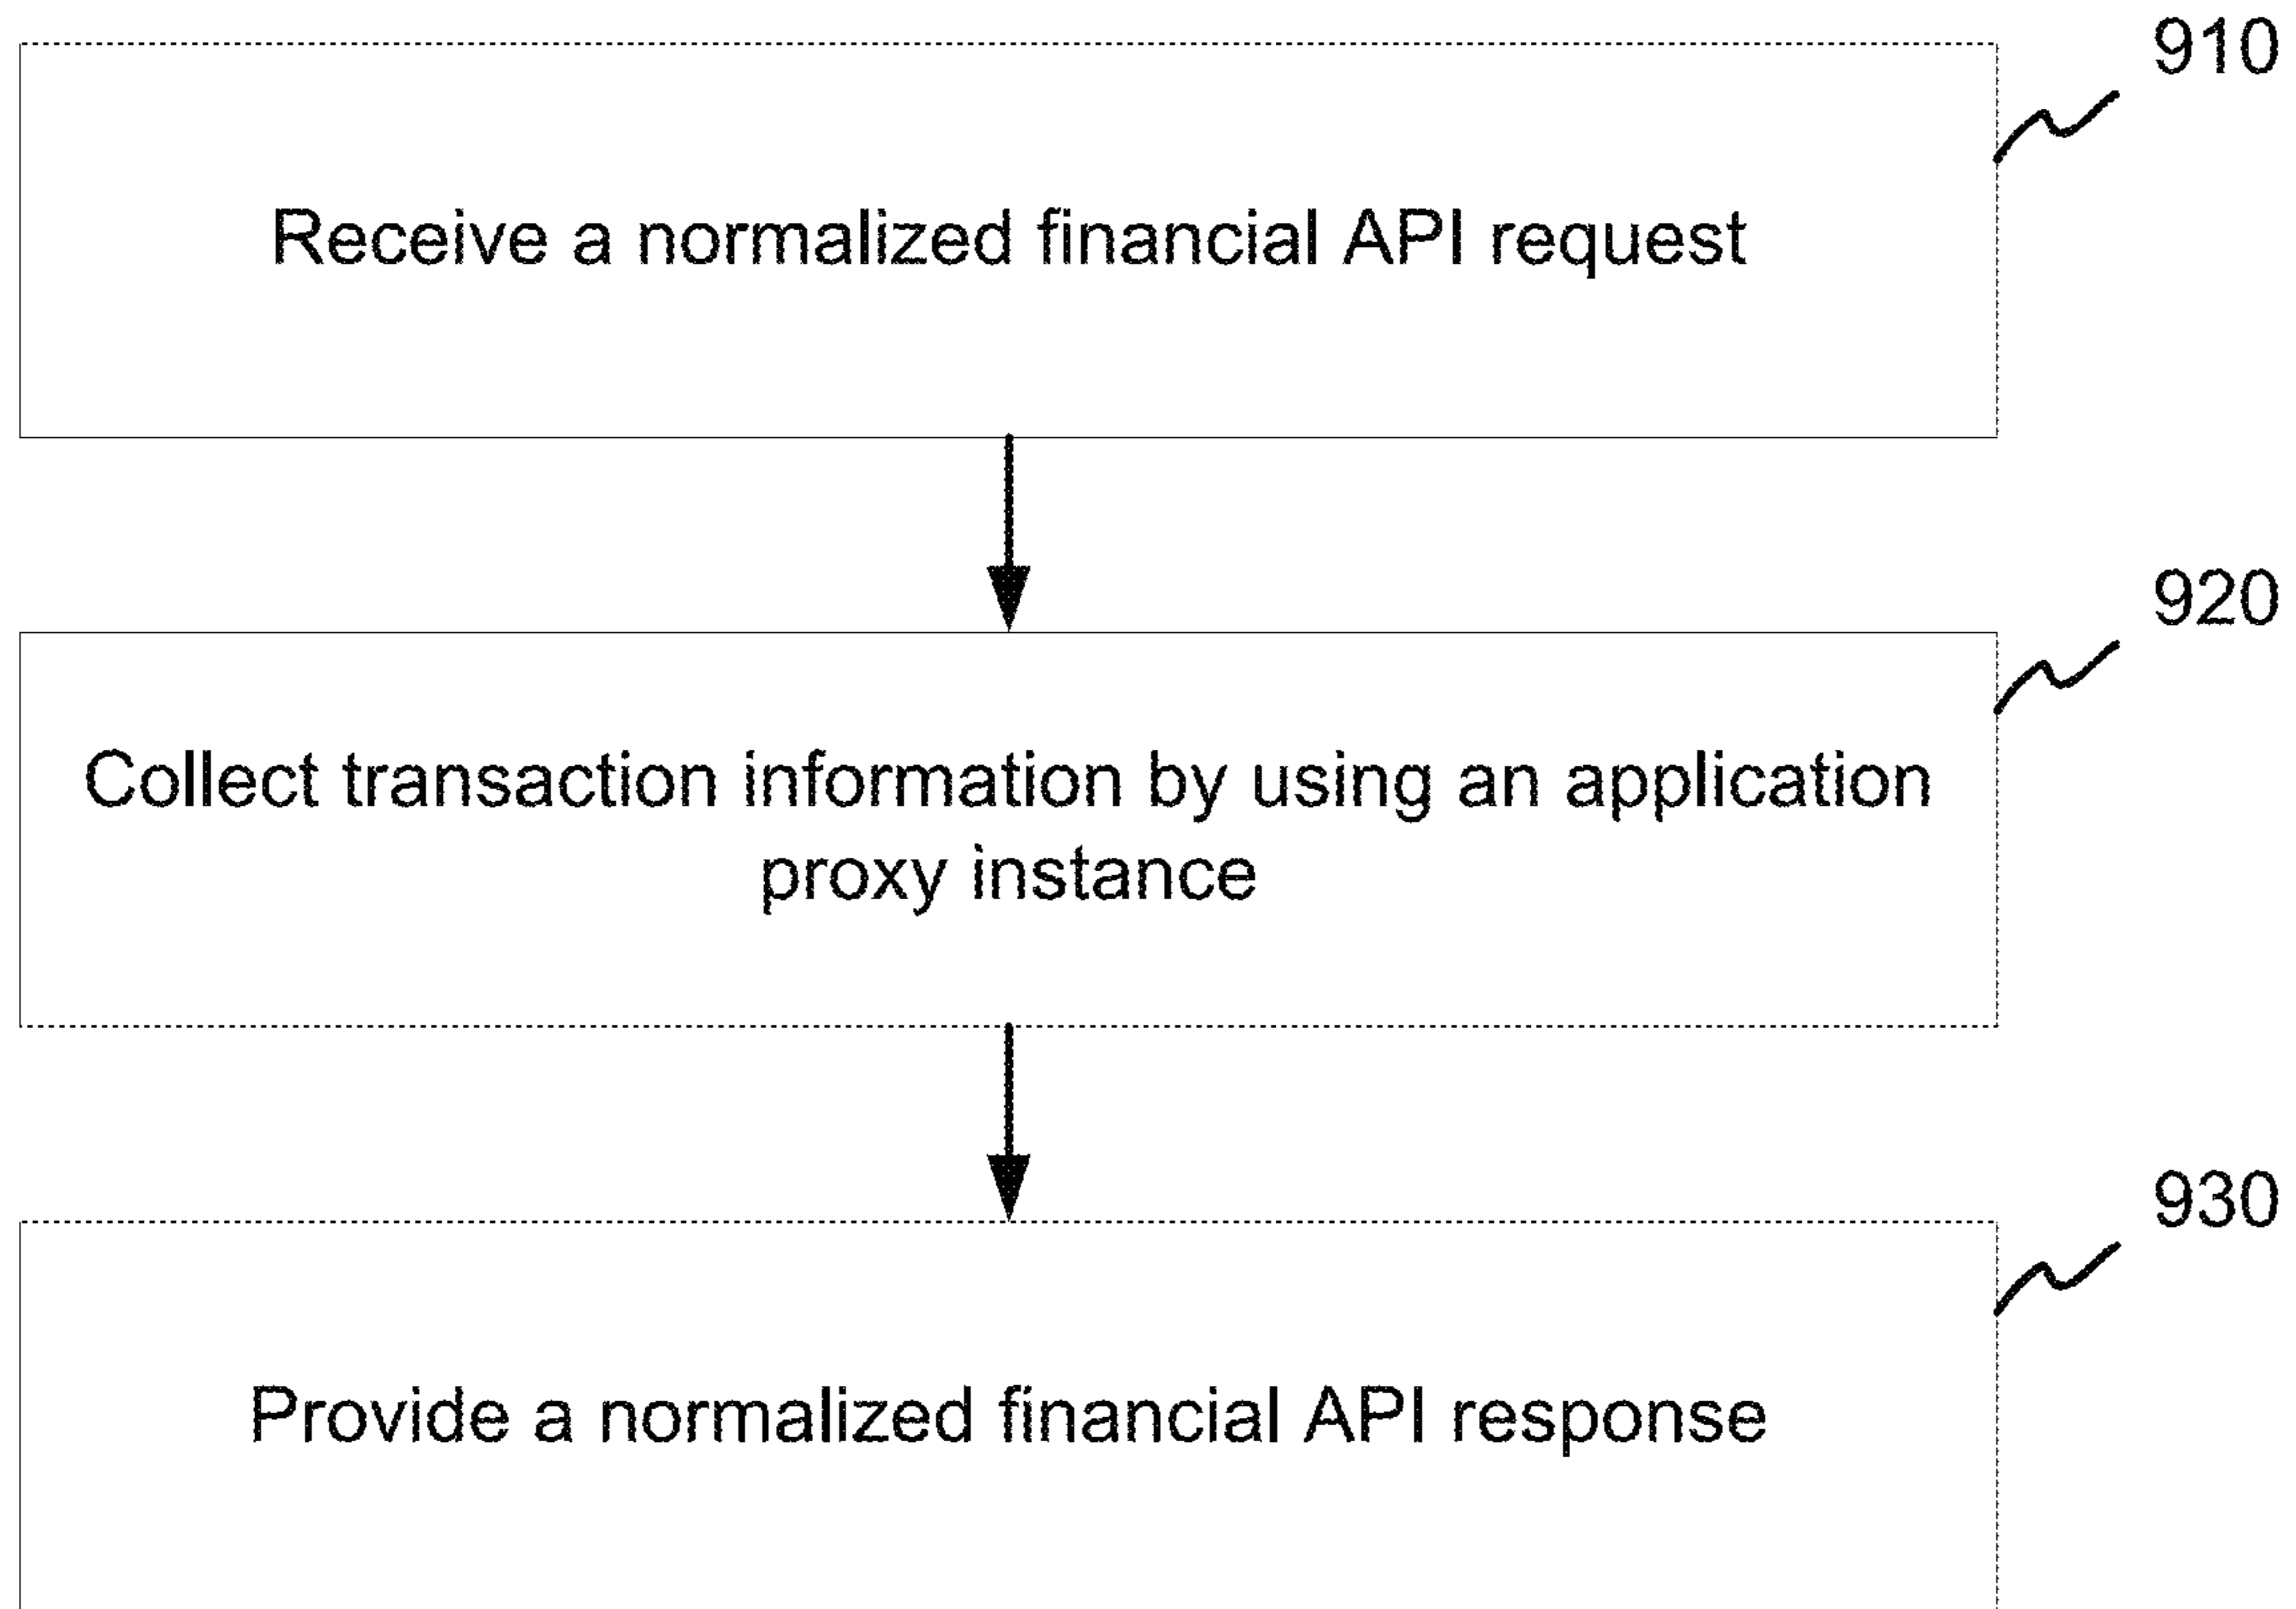 910
Receive a normalized financial API request
920
Collect transaction information by using an application
proxy instance
930
Provide a normalized financial API response